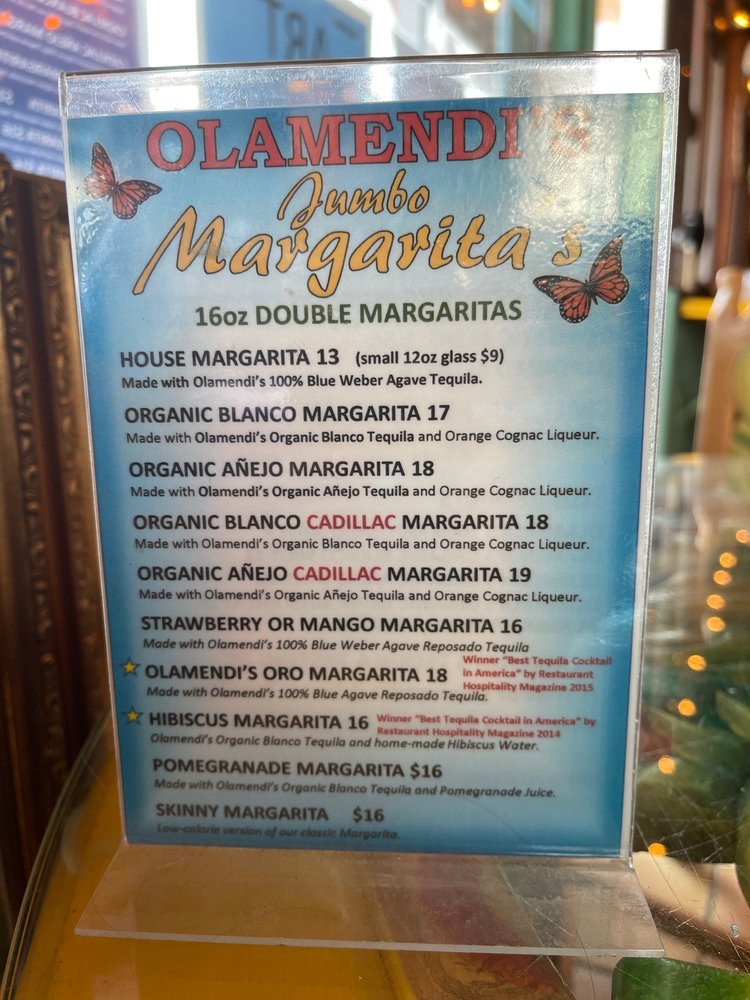 OLAMENDI'S
Jumbo
Margarita s
16oz DOUBLE MARGARITAS
HOUSE MARGARITA 13 (small 12oz glass $9)
Made with Olamendi's 100% Blue Weber Agave Tequila.
ORGANIC BLANCO MARGARITA 17
Made with Olamendi's Organic Blanco Tequila and Orange Cognac Liqueur.
ORGANIC AÑEJO MARGARITA 18
Made with Olamendi's Organic Añejo Tequila and Orange Cognac Liqueur.
ORGANIC BLANCO CADILLAC MARGARITA 18
Made with Olamendi's Organic Blanco Tequila and Orange Cognac Liqueur.
ORGANIC AÑEJO CADILLAC MARGARITA 19
Made with Olamendi's Organic Añejo Tequila and Orange Cognac Liqueur.
STRAWBERRY OR MANGO MARGARITA 16
Made with Olamendi's 100% Blue Weber Agave Reposado Tequila
OLAMENDI'S ORO MARGARITA 18
Made with Olamendi's 100% Blue Agave Reposado Tequila.
Winner "Best Tequila Cocktail
in America" by Restaurant
Hospitality Magazine 2015
HIBISCUS MARGARITA 16
Winner "Best Tequila Cocktail in America" by
Restaurant Hospitality Magazine 2014
Olamendi's Organic Blanco Tequila and home-made Hibiscus Water.
POMEGRANADE MARGARITA $16
Made with Olamendi's Organic Blanco Tequila and Pomegranade Juice.
SKINNY MARGARITA $16
Low-calorie version of our classic Margarita.